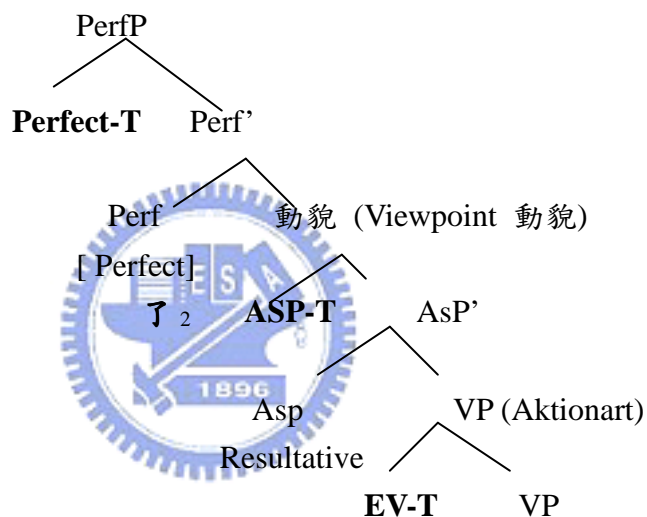 PerfP
Perfect-T Perf’
Perf 動貌 (Viewpoint 動貌)
[ Perfect]
E S A
了 2 ASP-T AsP’
1896
Asp VP (Aktionart)
Resultative
EV-T VP